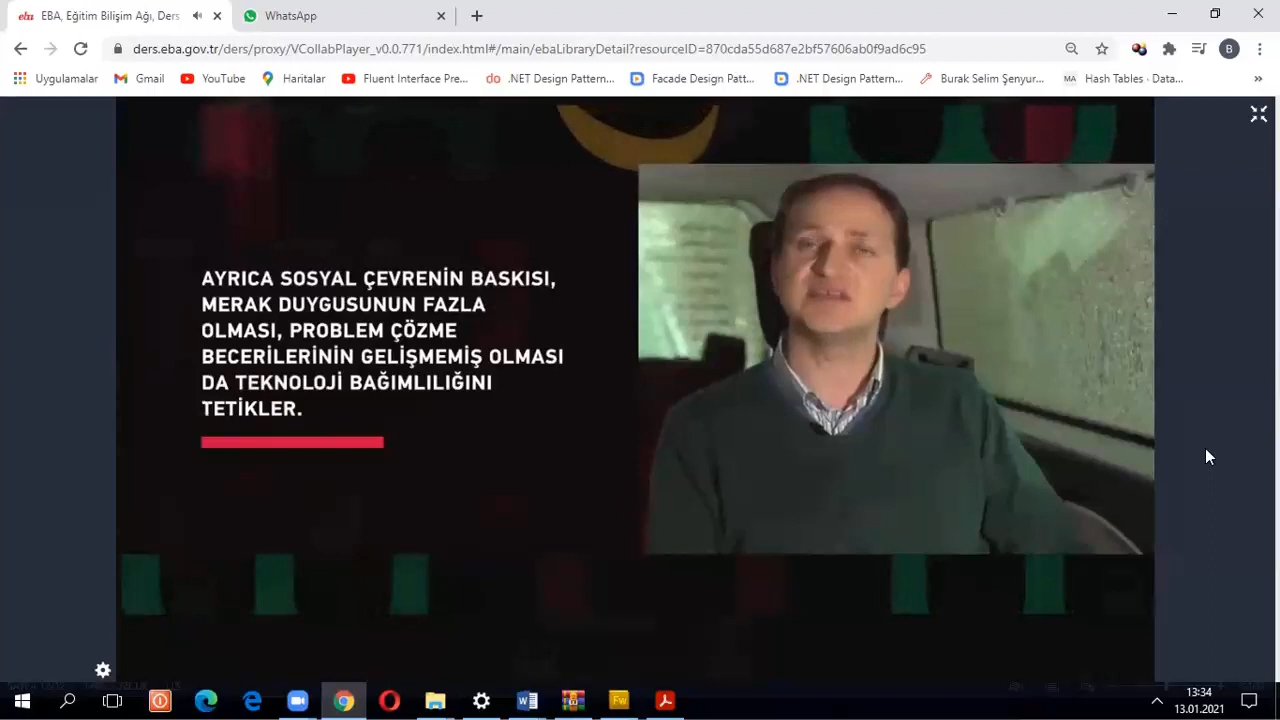 EBA, Eğitim Bilişim Ağı, Ders
WhatsApp
ders.eba.gov.tr/ders/proxy/VCollabPlayer_v0.0.771/index.html#/main/ebaLibraryDetail?resourceID=870cda55d687e2bf57606ab0f9ad6c95
B
Uygulamalar
Gmail
YouTube
Haritalar
Fluent Interface Pre...
.NET Design Pattern...
Facade Design Patt...
.NET Design Pattern...
Burak Selim Şenyur...
MA Hash Tables - Data...
AYRICA SOSYAL ÇEVRENİN BASKISI,
MERAK DUYGUSUNUN FAZLA
OLMASI, PROBLEM ÇÖZME
BECERİLERİNİN GELİŞMEMİŞ OLMASI
DA TEKNOLOJİ BAĞIMLILIĞINI
TETİKLER.
Fw
13:34
13.01.2021